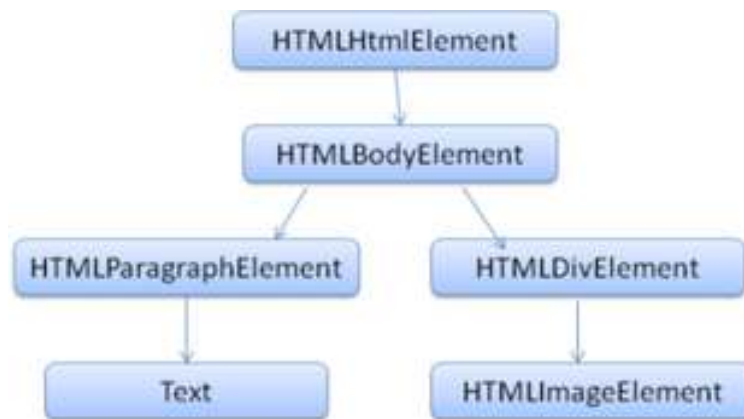 HTMLHtmlElement
HTMLBodyElement
HTMLParagraphElement
HTMLDivElement
Text
HTMLImageElement